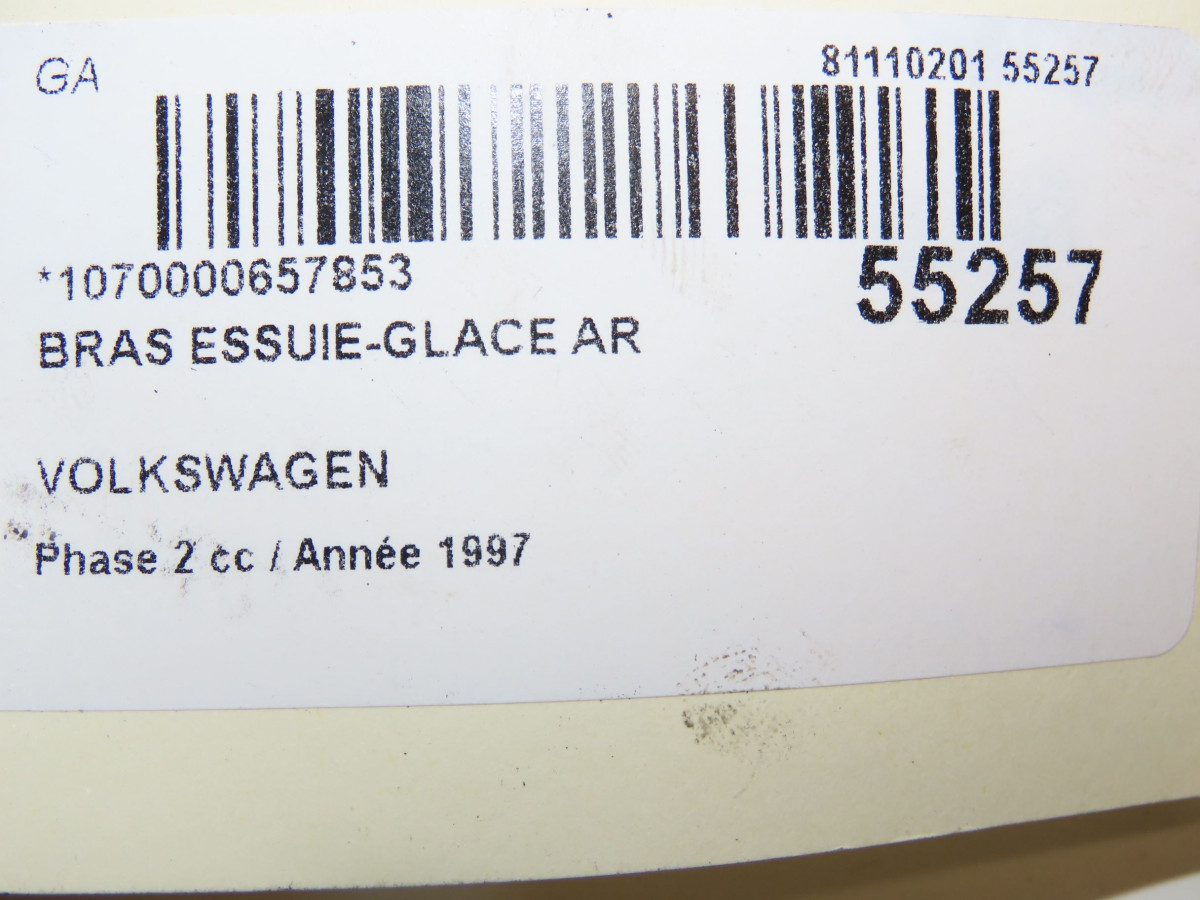 GA
81110201 55257
*1070000657853
55257
BRAS ESSUIE-GLACE AR
VOLKSWAGEN
Phase 2 cc / Année 1997